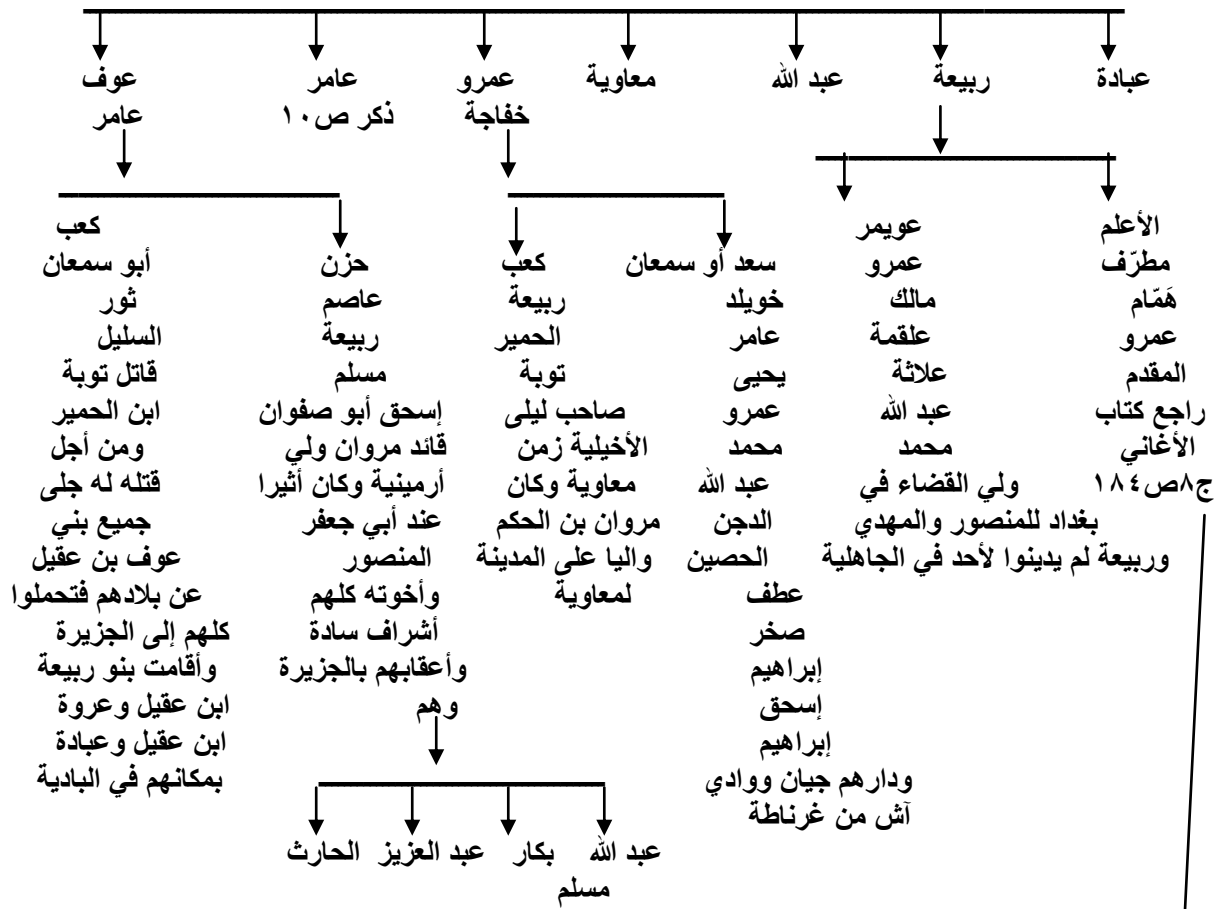 عبادة ربيعة عبد الله معاوية عمرو عامر عوف
خفاجة ذكر ص١٠ عامر
الأعلم
مطرّف
هَمّام
عمرو
المقدم
راجع كتاب
الأغاني
ج٨ص١٨٤
عويمر
عمرو
مالك
علقمة
علاثة
عبد الله
محمد
ولي القضاء في
بغداد للمنصور والمهدي
وربيعة لم يدينوا لأحد في الجاهلية
سعد أو سمعان
خويلد
عامر
يحيى
عمرو
محمد
عبد الله
الدجن
الحصين
عطف
صخر
إبراهيم
إسحق
إبراهيم
ودارهم جيان ووادي
آش من غرناطة
كعب
ربيعة
الحمير
توبة
صاحب ليلى
الأخيلية زمن
معاوية وكان
مروان بن الحكم
واليا على المدينة
لمعاوية
حزن
عاصم
ربيعة
مسلم
إسحق أبو صفوان
قائد مروان ولي
أرمينية وكان أثيرا
عند أبي جعفر
المنصور
وأخوته كلهم
أشراف سادة
وأعقابهم بالجزيرة
وهم
عبد الله بكار عبد العزيز الحارث
مسلم
كعب
أبو سمعان
ثور
السليل
قاتل توبة
ابن الحمير
ومن أجل
قتله له جلى
جميع بني
عوف بن عقيل
عن بلادهم فتحملوا
كلهم إلى الجزيرة
وأقامت بنو ربيعة
ابن عقيل وعروة
ابن عقيل وعبادة
بمكانهم في البادية